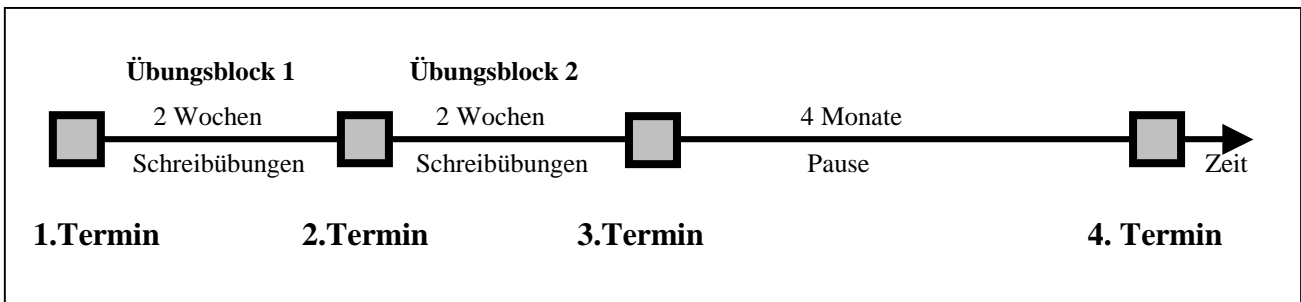 Übungsblock 1 Übungsblock 2
2 Wochen 2 Wochen 4 Monate
Schreibübungen Schreibübungen Pause Zeit
1.Termin 2.Termin 3.Termin 4. Termin